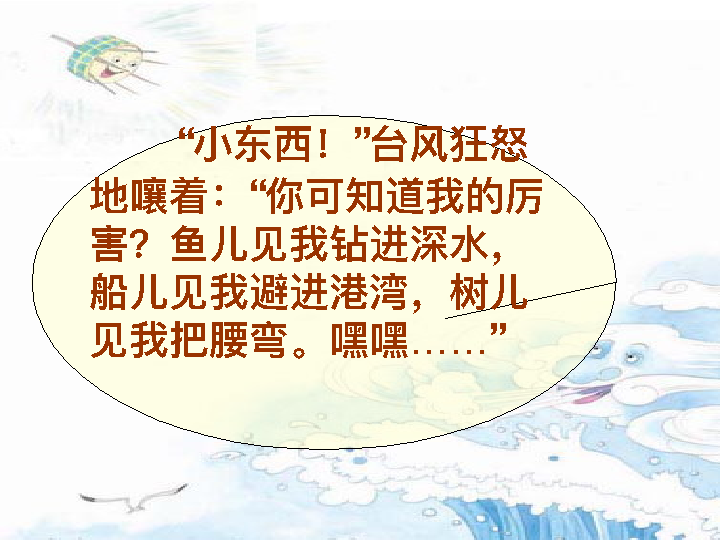 “小东西！”台风狂怒
地嚷着：“你可知道我的厉
害？鱼儿见我钻进深水，
船儿见我避进港湾，树儿
见我把腰弯。嘿嘿……”